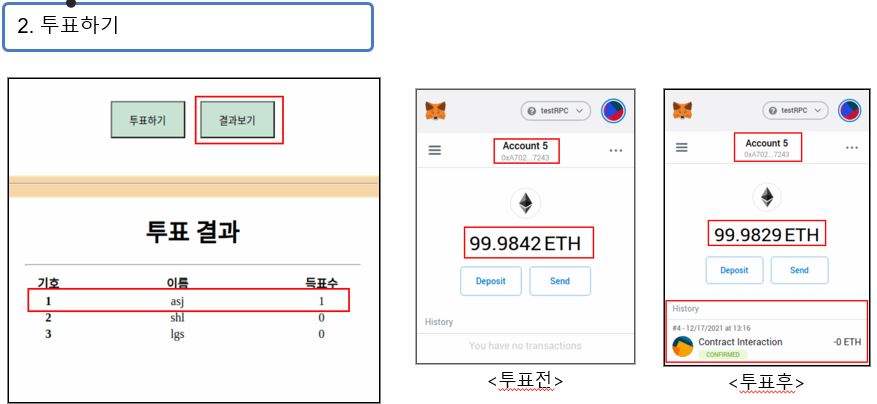 2. 투표하기
투표하기
결과보기
투표 결과
기호 이름 득표수
1 asj 1
2 shl 0
3 lgs 0
testRPC
Account 5
0xA702...7243
99.9842 ETH
Deposit Send
History
You have no transactions
<투표전>
testRPC
Account 5
0xA702...7243
99.9829 ETH
Deposit Send
History
#4 - 12/17/2021 at 13:16
Contract Interaction -0 ETH
CONFIRMED
<투표후>